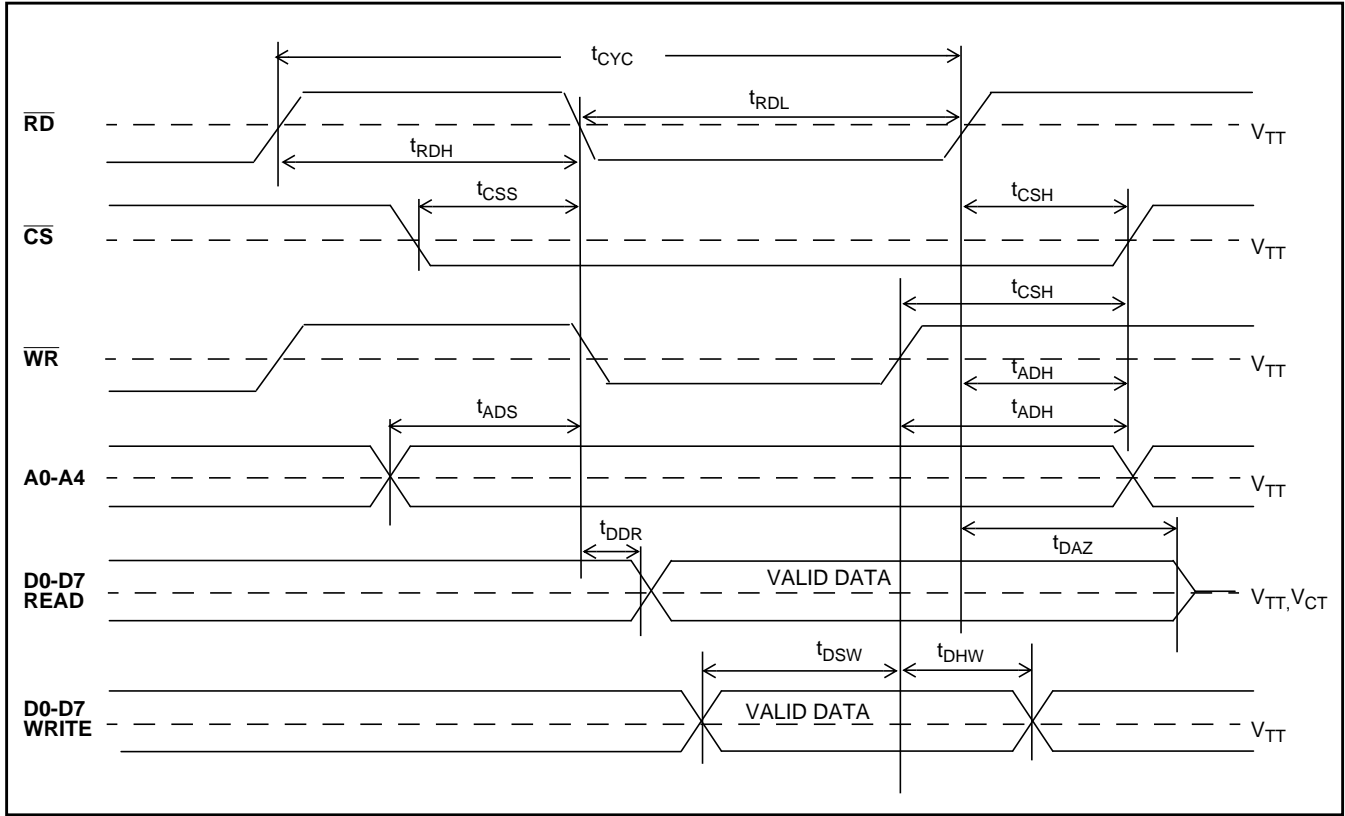 tCYC
RD
tRDL
VTT
tRDH
tCSS
tCSH
CS
VTT
tCSH
WR
VTT
tADH
tADS
tADH
A0-A4
VTT
tDDR
tDAZ
D0-D7
READ
VALID DATA
VTT,VCT
tDSW
tDHW
D0-D7
WRITE
VALID DATA
VTT